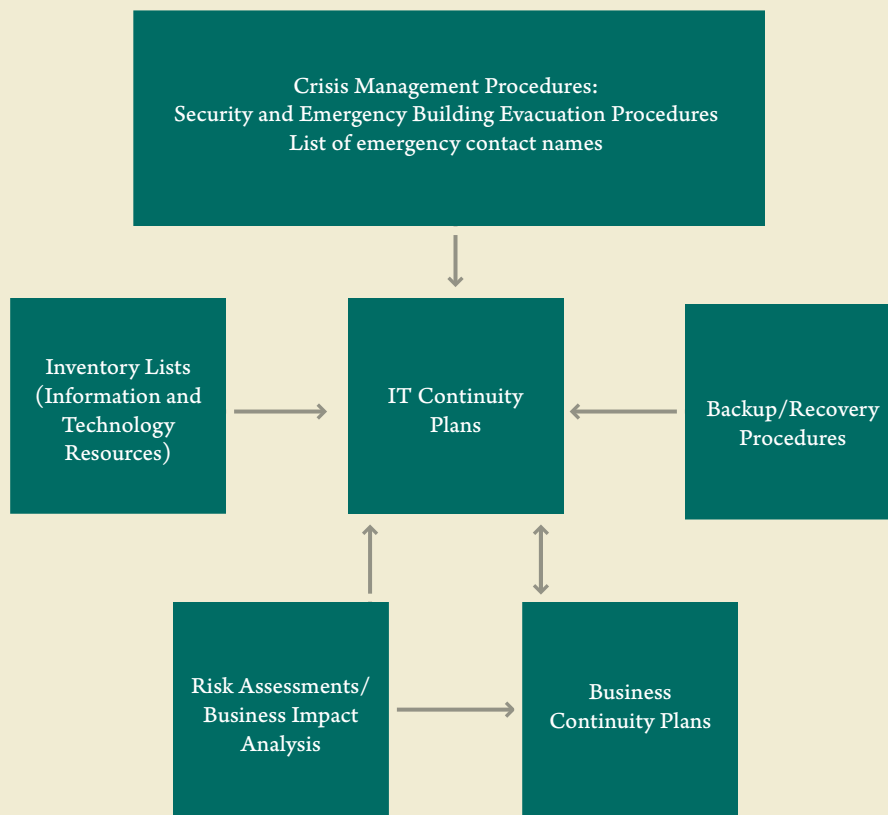 Crisis Management Procedures:
Security and Emergency Building Evacuation Procedures
List of emergency contact names
Inventory Lists
(Information and
Technology
Resources)
IT Continuity
Plans
Backup/Recovery
Procedures
Risk Assessments/
Business Impact
Analysis
Business
Continuity Plans